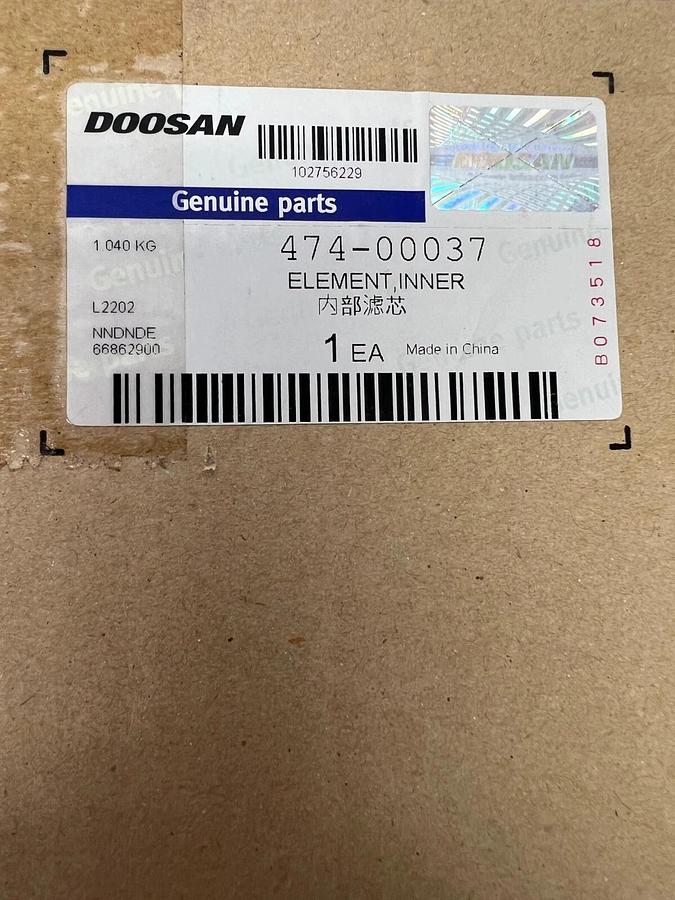 DOOSAN
102756229
Genuine parts
1.040 KG
474-00037
ELEMENT,INNER
内部滤芯
L2202
NNDNDE
66862900
1 EA Made in China
B073518